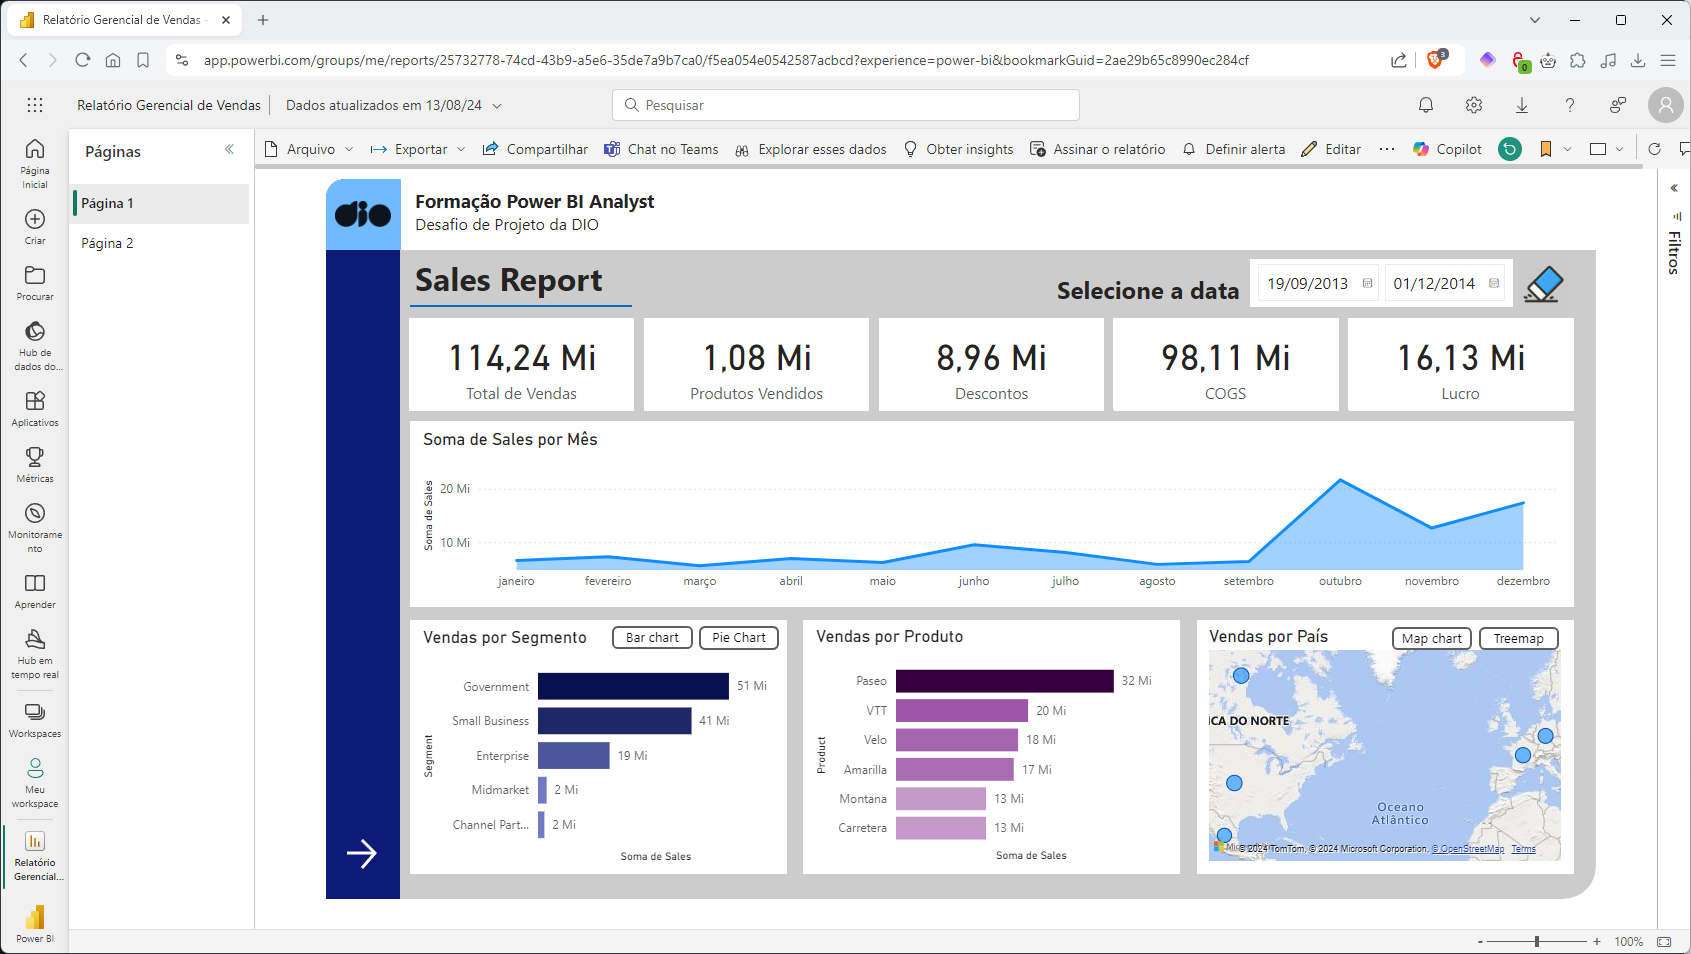 Relatório Gerencial de Vendas -
app.powerbi.com/groups/me/reports/25732778-74cd-43b9-a5e6-35de7a9b7ca0/f5ea054e0542587acbcd?experience=power-bi&bookmarkGuid=2ae29b65c8990ec284cf
3
0
Relatório Gerencial de Vendas
Dados atualizados em 13/08/24
Pesquisar
Página
Inicial
Criar
Procurar
Hub de
dados do...
Aplicativos
Métricas
Monitorame
nto
Aprender
Hub em
tempo real
Workspaces
Meu
workspace
Relatório
Gerencial...
Power BI
Páginas
Página 1
Página 2
Arquivo
Exportar
Compartilhar
Chat no Teams
Explorar esses dados
Obter insights
Assinar o relatório
Definir alerta
Editar
Copilot
Filtros
dio
Formação Power BI Analyst
Desafio de Projeto da DIO
Sales Report
Selecione a data
19/09/2013
01/12/2014
114,24 Mi
Total de Vendas
1,08 Mi
Produtos Vendidos
8,96 Mi
Descontos
98,11 Mi
COGS
16,13 Mi
Lucro
Soma de Sales por Mês
Soma de Sales
20 Mi
10 Mi
janeiro fevereiro março abril maio junho julho agosto setembro outubro novembro dezembro
Vendas por Segmento
Bar chart
Pie Chart
Segment
Government 51 Mi
Small Business 41 Mi
Enterprise 19 Mi
Midmarket 2 Mi
Channel Part... 2 Mi
Soma de Sales
Vendas por Produto
Product
Paseo 32 Mi
VTT 20 Mi
Velo 18 Mi
Amarilla 17 Mi
Montana 13 Mi
Carretera 13 Mi
Soma de Sales
Vendas por País
Map chart
Treemap
ICA DO NORTE
Oceano
Atlântico
© 2024 TomTom, © 2024 Microsoft Corporation, © OpenStreetMap Terms
- + 100%